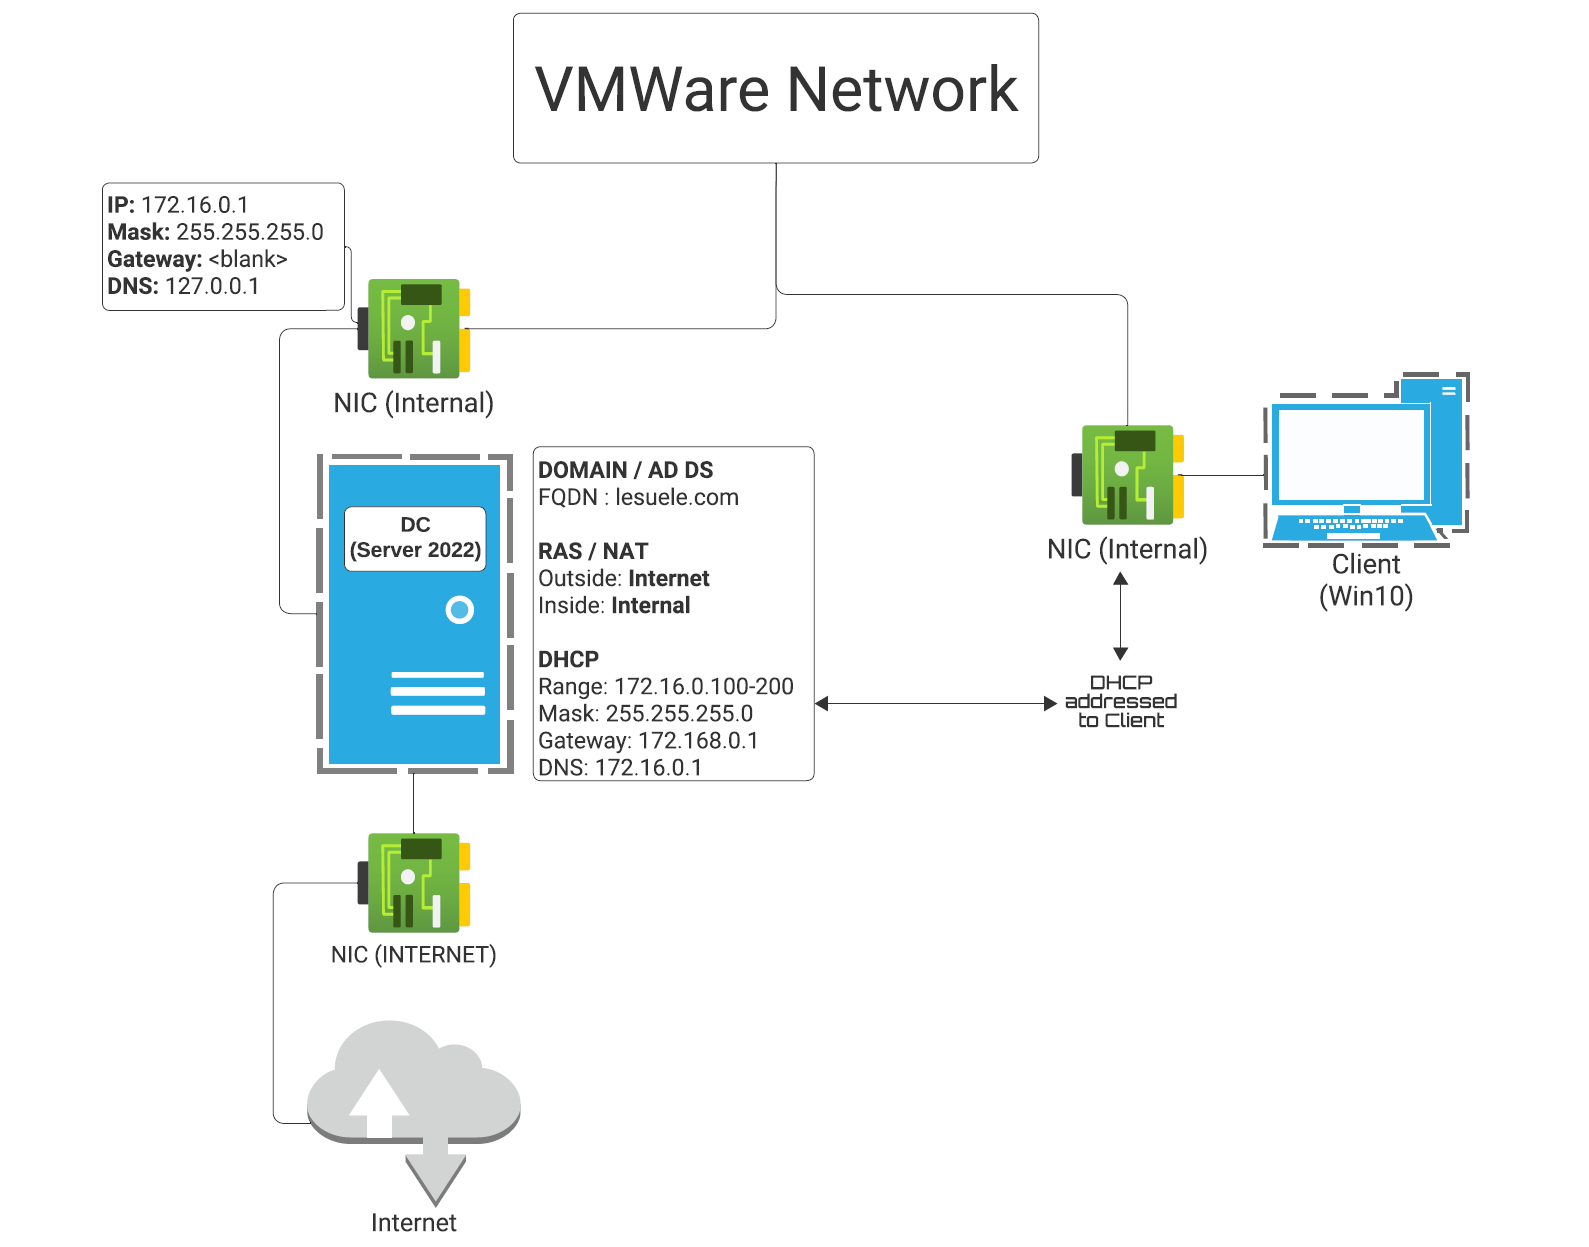 VMWare Network
IP: 172.16.0.1
Mask: 255.255.255.0
Gateway: <blank>
DNS: 127.0.0.1
NIC (Internal)
DC
(Server 2022)
DOMAIN / AD DS
FQDN : lesuele.com
RAS / NAT
Outside: Internet
Inside: Internal
DHCP
Range: 172.16.0.100-200
Mask: 255.255.255.0
Gateway: 172.168.0.1
DNS: 172.16.0.1
NIC (Internal)
Client
(Win10)
DHCP
addressed
to Client
NIC (INTERNET)
Internet